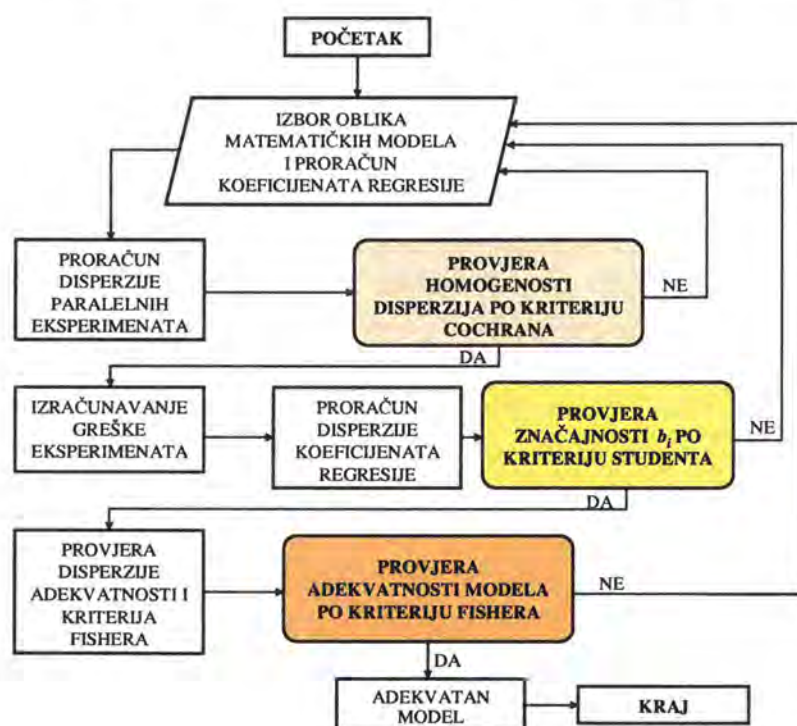 POČETAK
IZBOR OBLIKA
MATEMATIČKIH MODELA
I PRORAČUN
KOEFICIJENATA REGRESIJE
PRORAČUN
DISPERZIJE
PARALELNIH
EKSPERIMENATA
PROVJERA
HOMOGENOSTI
DISPERZIJA PO KRITERIJU
COCHRANA
NE
DA
IZRAČUNAVANJE
GREŠKE
EKSPERIMENATA
PRORAČUN
DISPERZIJE
KOEFICIJENATA
REGRESIJE
PROVJERA
ZNAČAJNOSTI bi PO
KRITERIJU STUDENTA
NE
DA
PROVJERA
DISPERZIJE
ADEKVATNOSTI I
KRITERIJA
FISHERA
PROVJERA
ADEKVATNOSTI MODELA
PO KRITERIJU FISHERA
NE
DA
ADEKVATAN
MODEL
KRAJ